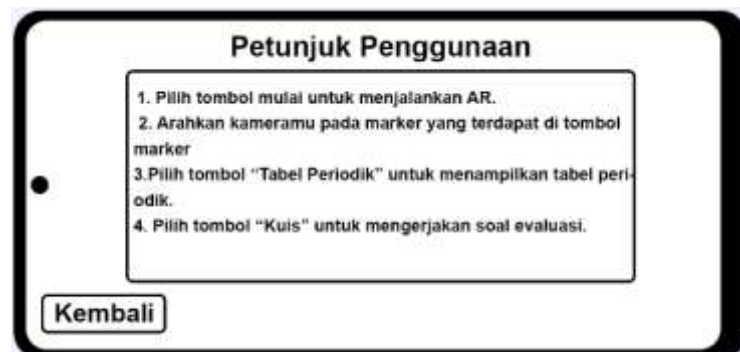 Petunjuk Penggunaan
1. Pilih tombol mulai untuk menjalankan AR.
2. Arahkan kameramu pada marker yang terdapat di tombol
marker
3.Pilih tombol “Tabel Periodik” untuk menampilkan tabel peri-
odik.
4. Pilih tombol “Kuis” untuk mengerjakan soal evaluasi.
Kembali